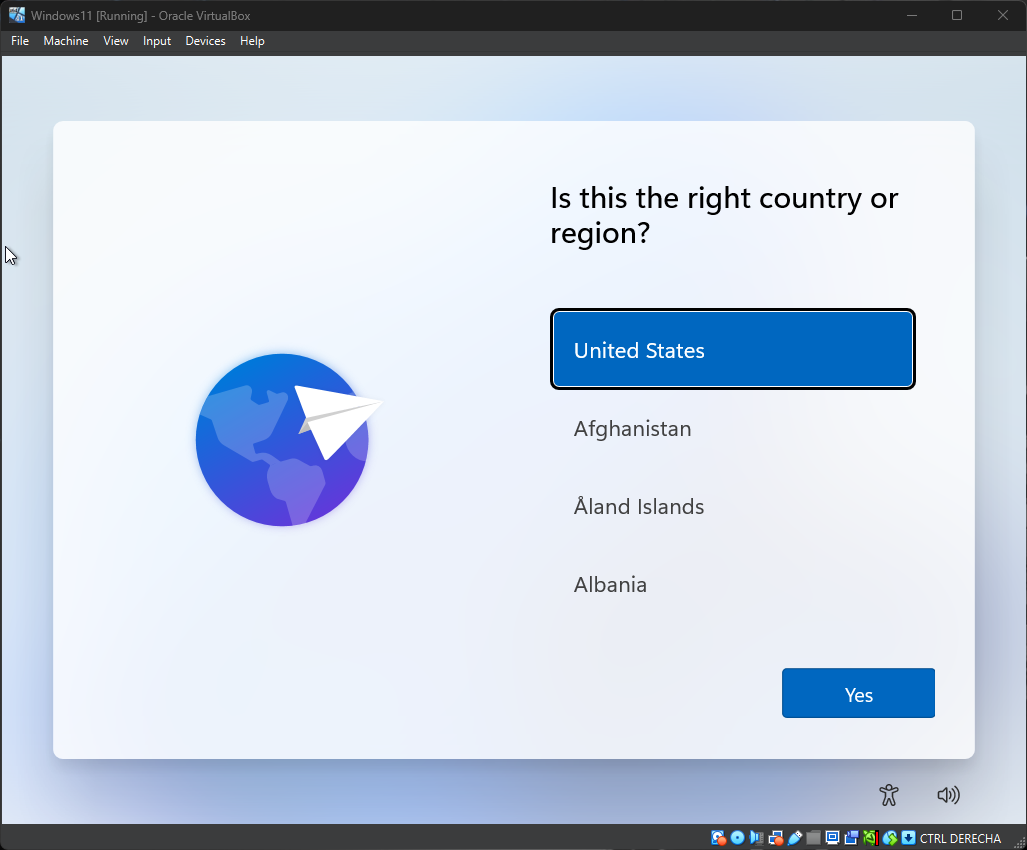 Windows11 [Running] - Oracle VirtualBox
File Machine View Input Devices Help
Is this the right country or
region?
United States
Afghanistan
Åland Islands
Albania
Yes
CTRL DERECHA